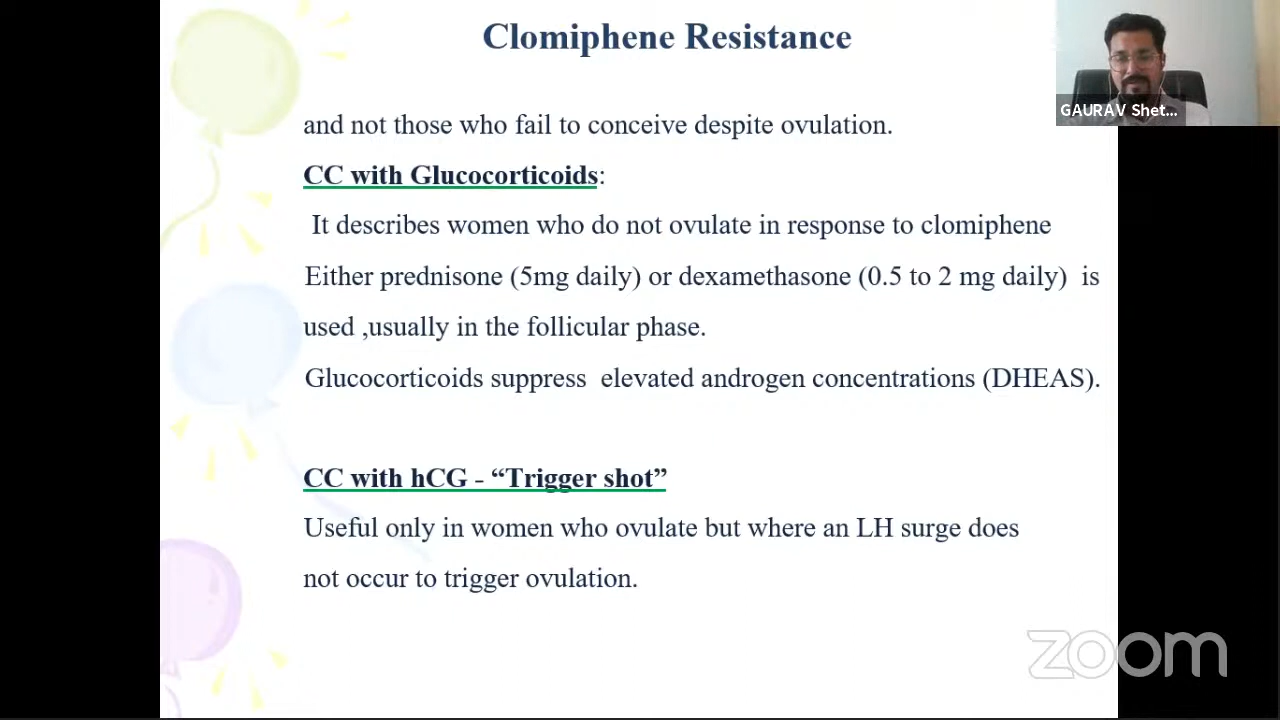 Clomiphene Resistance
GAURAV Shet...
and not those who fail to conceive despite ovulation.
CC with Glucocorticoids:
It describes women who do not ovulate in response to clomiphene
Either prednisone (5mg daily) or dexamethasone (0.5 to 2 mg daily) is
used ,usually in the follicular phase.
Glucocorticoids suppress elevated androgen concentrations (DHEAS).
CC with hCG - “Trigger shot”
Useful only in women who ovulate but where an LH surge does
not occur to trigger ovulation.
zoom